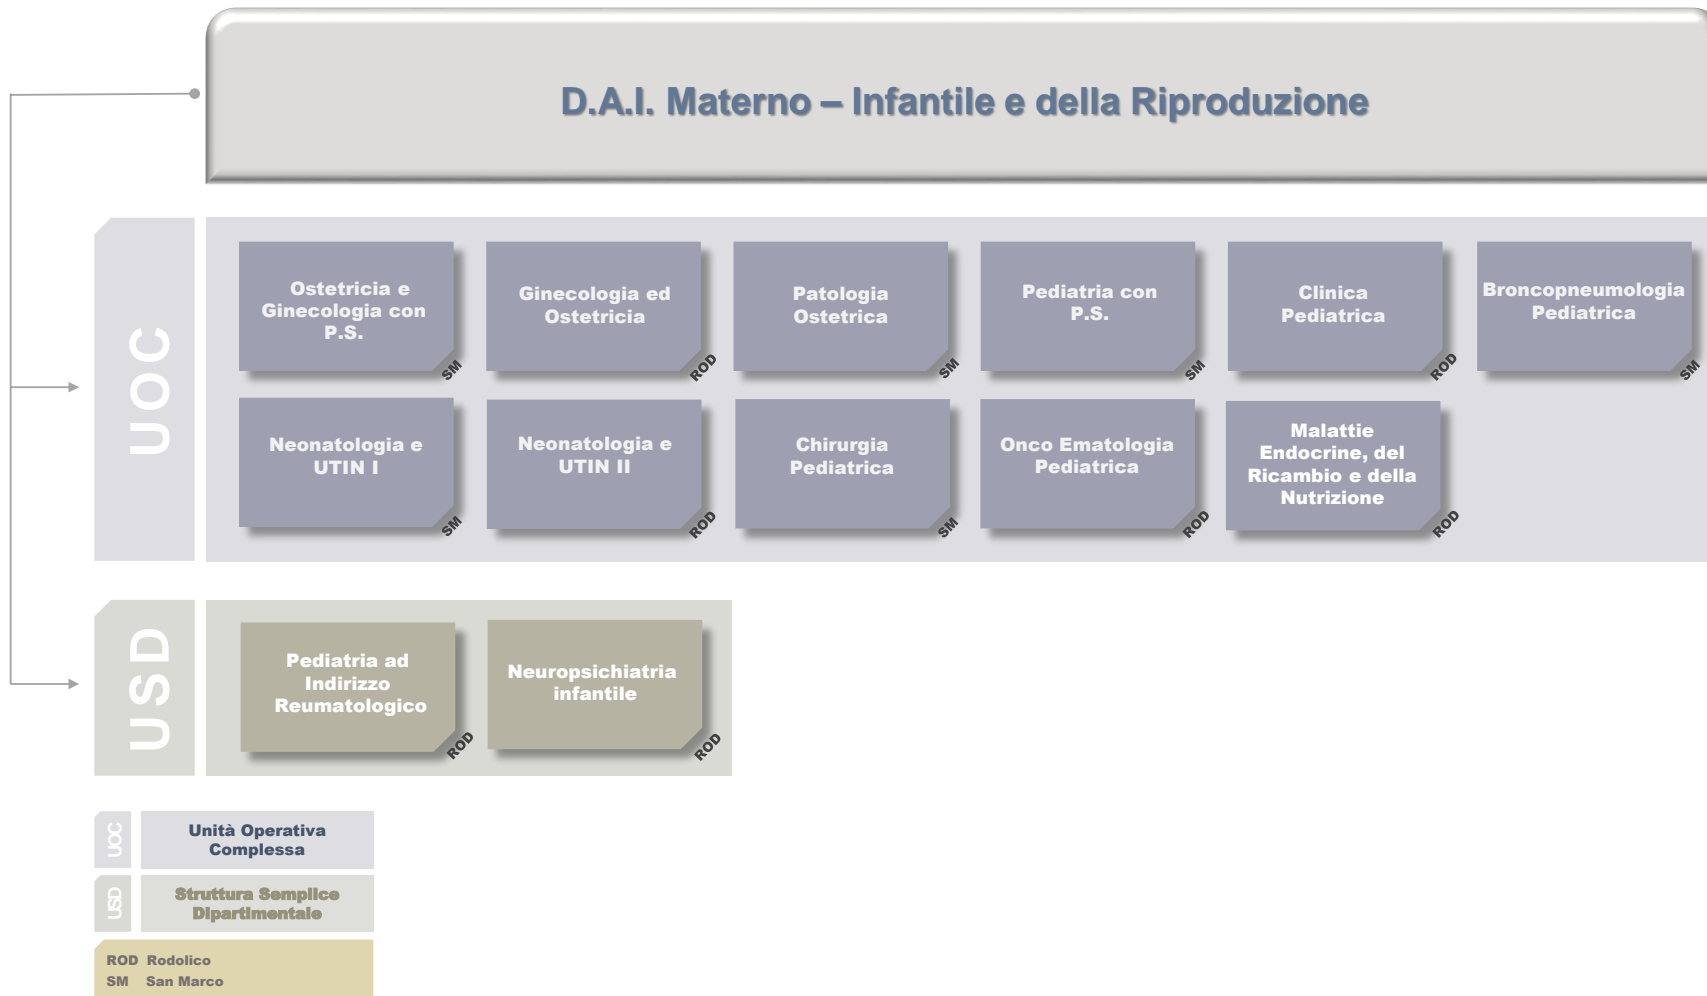 D.A.I. Materno – Infantile e della Riproduzione
UOC
Ostetricia e
Ginecologia con
P.S.
SM
Ginecologia ed
Ostetricia
ROD
Patologia
Ostetrica
SM
Pediatria con
P.S.
SM
Clinica
Pediatrica
ROD
Broncopneumologia
Pediatrica
SM
Neonatologia e
UTIN I
SM
Neonatologia e
UTIN II
ROD
Chirurgia
Pediatrica
SM
Onco Ematologia
Pediatrica
ROD
Malattie
Endocrine, del
Ricambio e della
Nutrizione
ROD
USD
Pediatria ad
Indirizzo
Reumatologico
ROD
Neuropsichiatria
infantile
ROD
UOC
Unità Operativa
Complessa
USD
Struttura Semplice
Dipartimentale
ROD Rodolico
SM San Marco